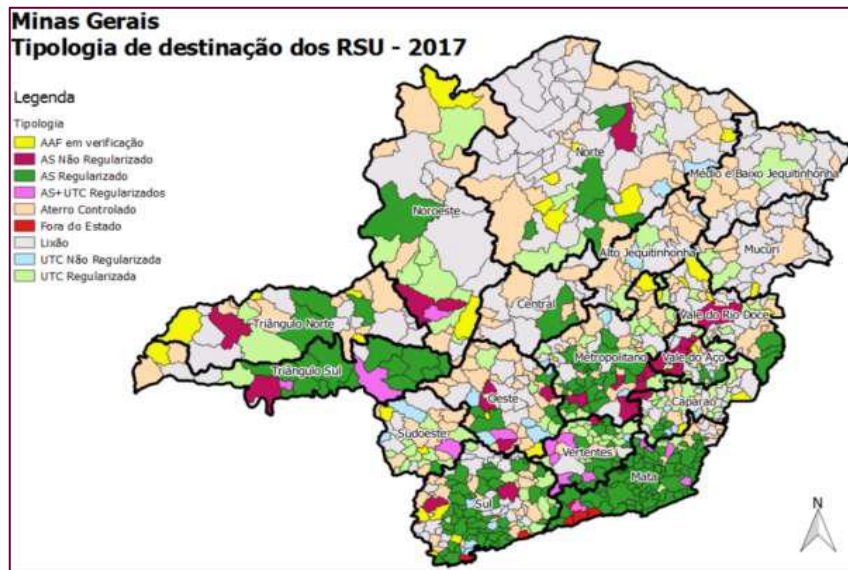 Minas Gerais
Tipologia de destinação dos RSU - 2017
Legenda
Tipologia
AAF em verificação
AS Não Regularizado
AS Regularizado
AS+UTC Regularizados
Aterro Controlado
Fora do Estado
Lixão
UTC Não Regularizada
UTC Regularizada
Norte
Médio e Baixo Jequitinhonha
Noroeste
Alto Jequitinhonha
Mucuri
Central
Vale do Rio Doce
Triângulo Norte
Metropolitano
Vale do Aço
Triângulo Sul
Oeste
Caparaó
Sudoeste
Vertentes
Mata
Sul
N